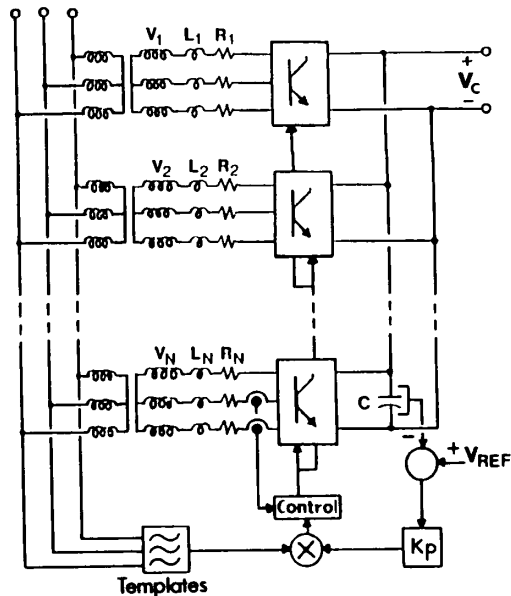 V1 L1 R1
+
VC
−
V2 L2 R2
VN LN RN
C
−
+ VREF
Control
KP
×
Templates